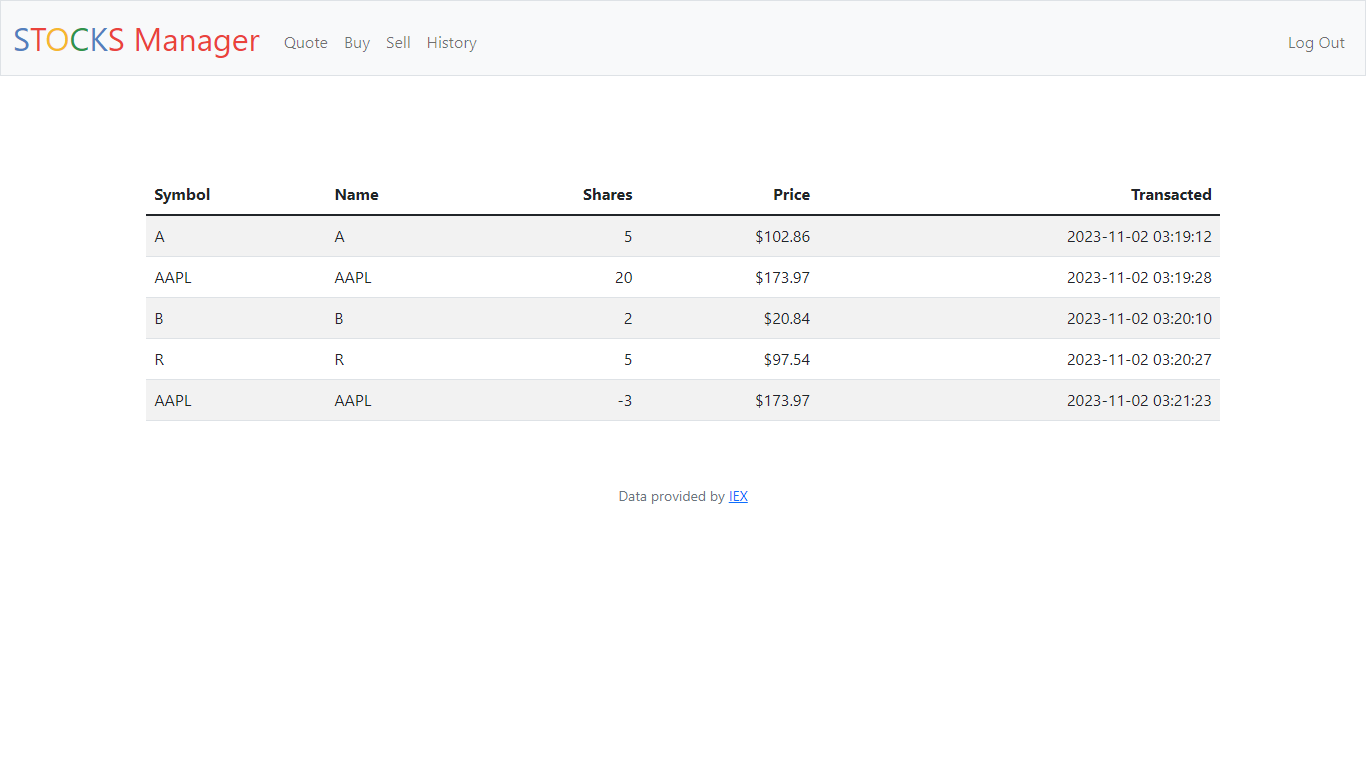 STOCKS Manager Quote Buy Sell History Log Out
Symbol Name Shares Price Transacted
A A 5 $102.86 2023-11-02 03:19:12
AAPL AAPL 20 $173.97 2023-11-02 03:19:28
B B 2 $20.84 2023-11-02 03:20:10
R R 5 $97.54 2023-11-02 03:20:27
AAPL AAPL -3 $173.97 2023-11-02 03:21:23
Data provided by IEX